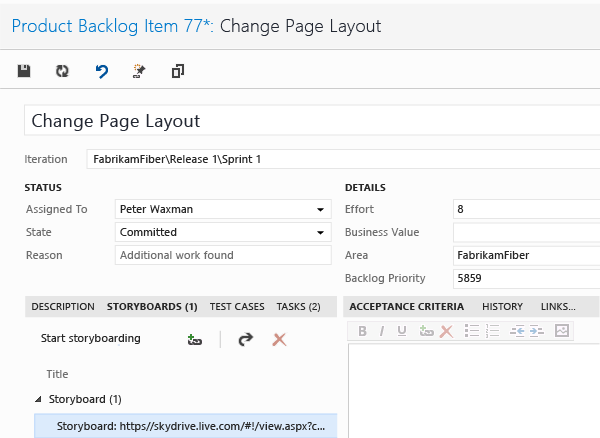 Product Backlog Item 77*: Change Page Layout
Change Page Layout
Iteration FabrikamFiber\Release 1\Sprint 1
STATUS
Assigned To Peter Waxman
State Committed
Reason Additional work found
DETAILS
Effort 8
Business Value
Area FabrikamFiber
Backlog Priority 5859
DESCRIPTION STORYBOARDS (1) TEST CASES TASKS (2)
Start storyboarding
Title
Storyboard (1)
Storyboard: https//skydrive.live.com/#!/view.aspx?c...
ACCEPTANCE CRITERIA HISTORY LINKS...
B I U